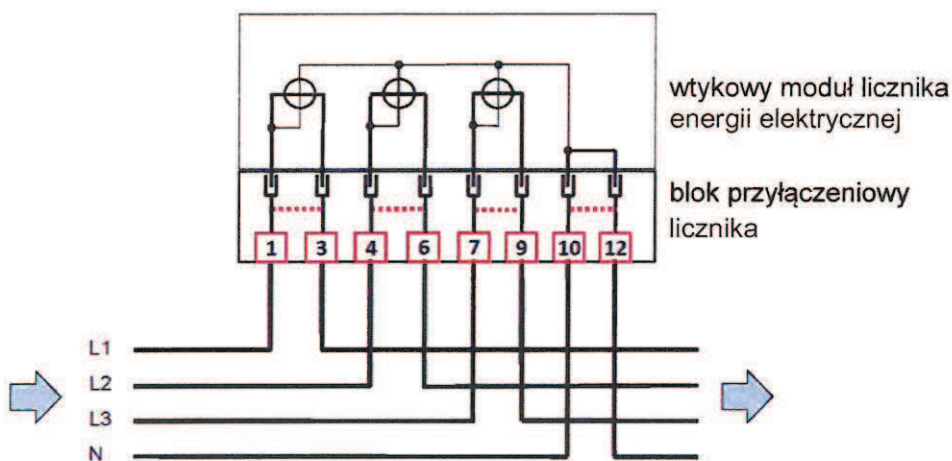 wtykowy moduł licznika
energii elektrycznej
blok przyłączeniowy
licznika
1 3 4 6 7 9 10 12
L1
L2
L3
N